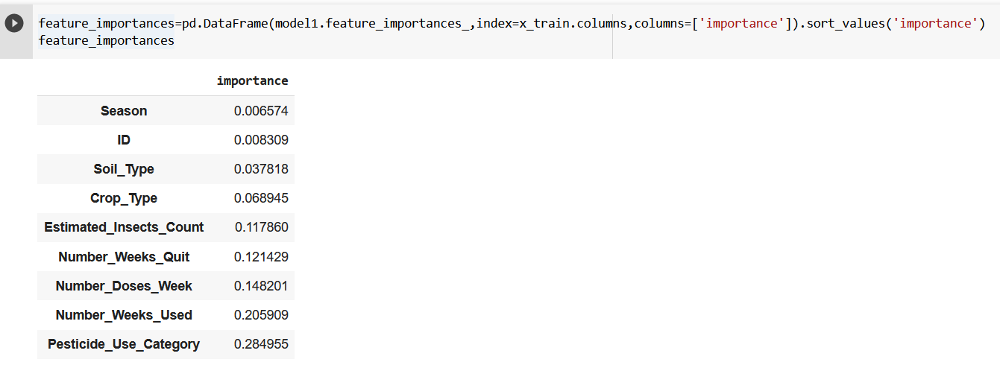 feature_importances=pd.DataFrame(model1.feature_importances_,index=x_train.columns,columns=['importance']).sort_values('importance')
feature_importances
importance
Season 0.006574
ID 0.008309
Soil_Type 0.037818
Crop_Type 0.068945
Estimated_Insects_Count 0.117860
Number_Weeks_Quit 0.121429
Number_Doses_Week 0.148201
Number_Weeks_Used 0.205909
Pesticide_Use_Category 0.284955